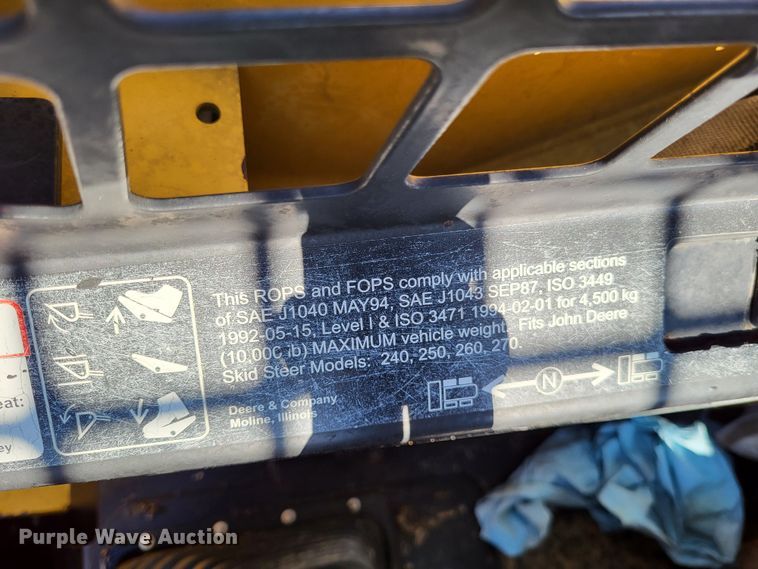 This ROPS and FOPS comply with applicable sections
of SAE J1040 MAY94, SAE J1043 SEP87, ISO 3449
1992-05-15, Level I & ISO 3471 1994-02-01 for 4,500 kg
(10,000 lb) MAXIMUM vehicle weight. Fits John Deere
Skid Steer Models: 240, 250, 260, 270.
Deere & Company
Moline, Illinois
N
eat:
ey
Purple Wave Auction